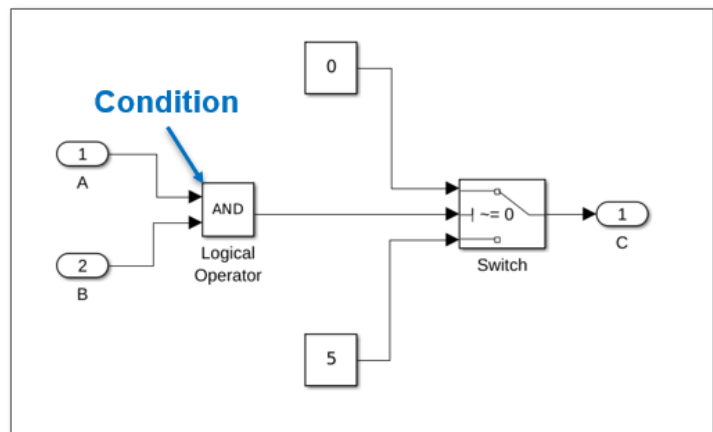 0
Condition
1
A
AND
~= 0
1
C
Logical
Operator
2
B
Switch
5